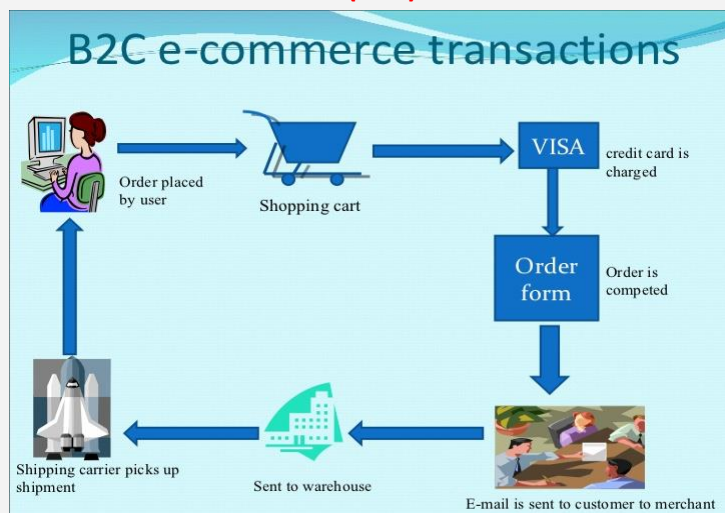 B2C e-commerce transactions
Order placed
by user
Shopping cart
VISA
credit card is
charged
Order
form
Order is
competed
E-mail is sent to customer to merchant
Sent to warehouse
Shipping carrier picks up
shipment